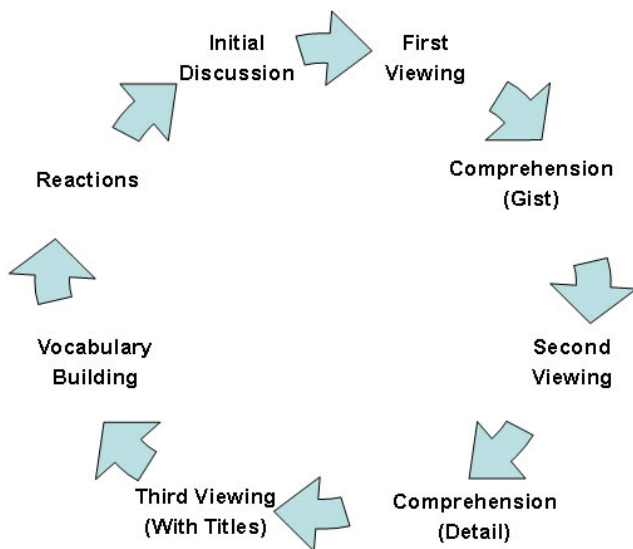 Initial
Discussion
First
Viewing
Comprehension
(Gist)
Second
Viewing
Comprehension
(Detail)
Third Viewing
(With Titles)
Vocabulary
Building
Reactions